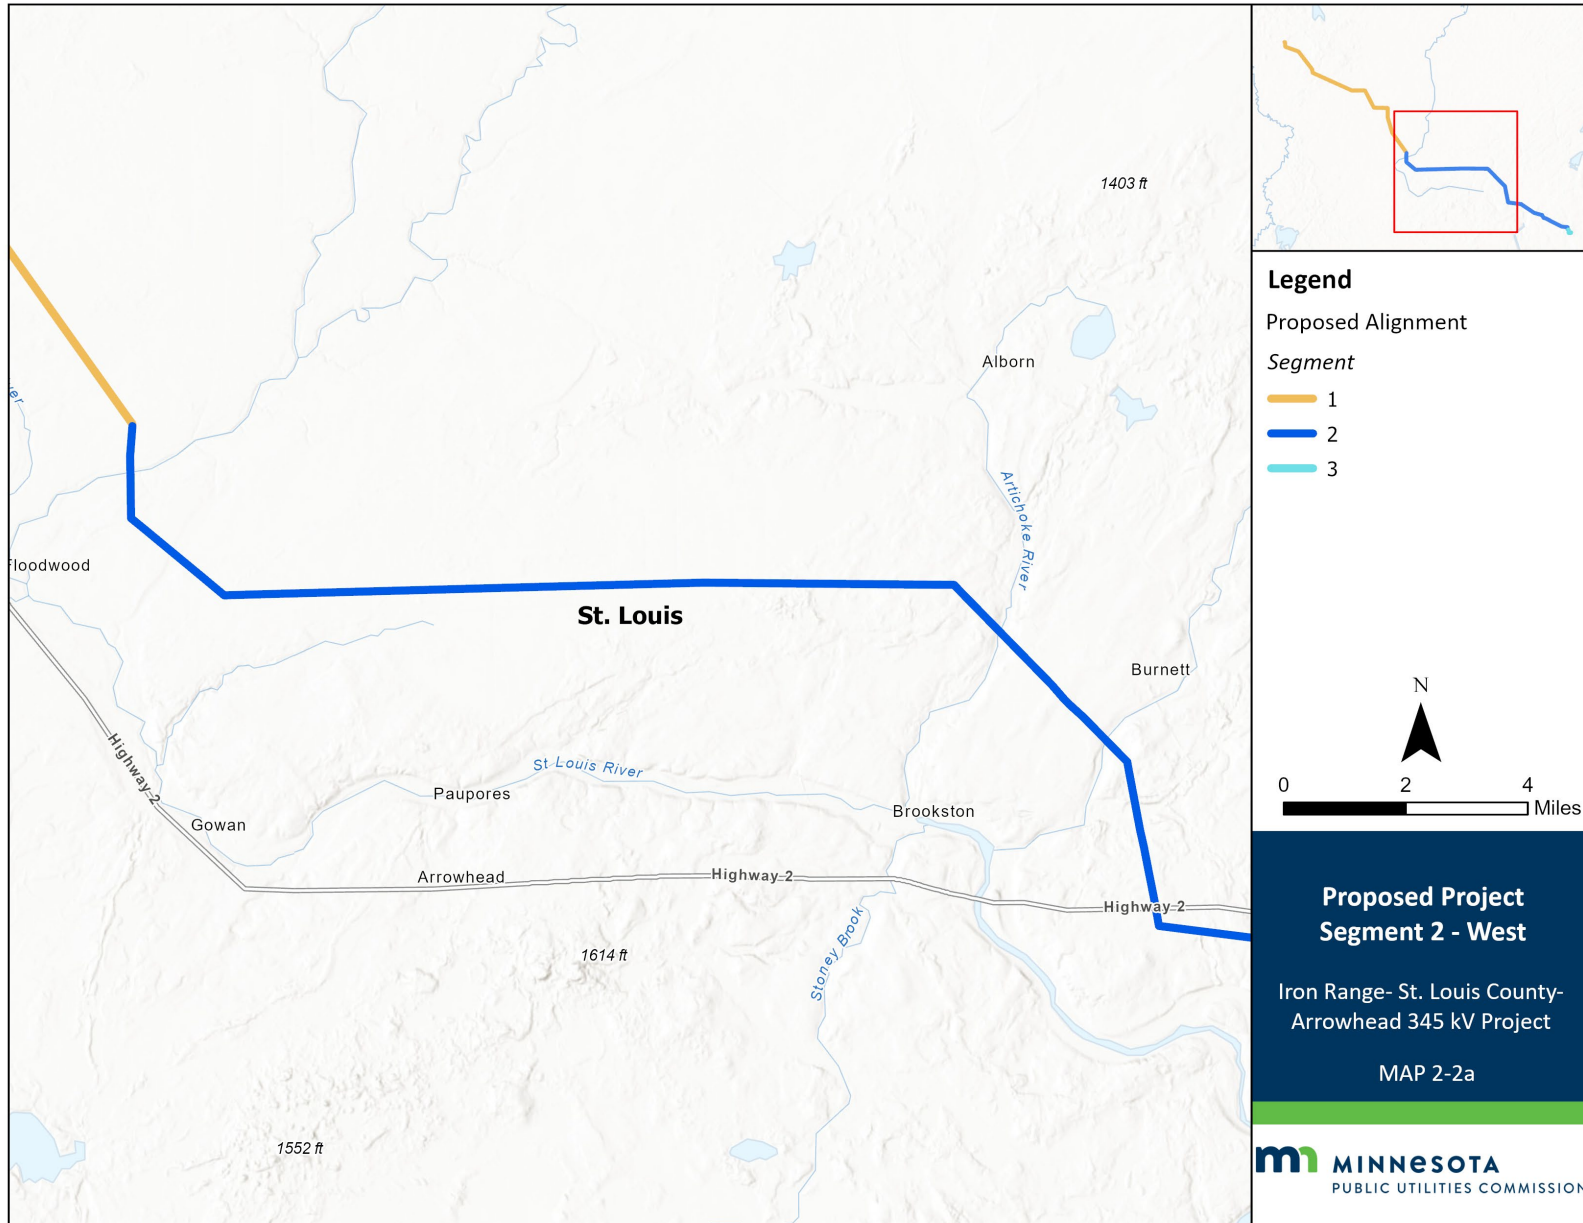 1403 ft
Alborn
er
Artichoke River
Floodwood
St. Louis
Burnett
Highway 2
St Louis River
Paupores
Brookston
Gowan
Arrowhead
Highway 2
Highway 2
Stoney Brook
1614 ft
1552 ft
Legend
Proposed Alignment
Segment
1
2
3
N
0 2 4
Miles
Proposed Project
Segment 2 - West
Iron Range- St. Louis County-
Arrowhead 345 kV Project
MAP 2-2a
mn MINNESOTA
PUBLIC UTILITIES COMMISSION